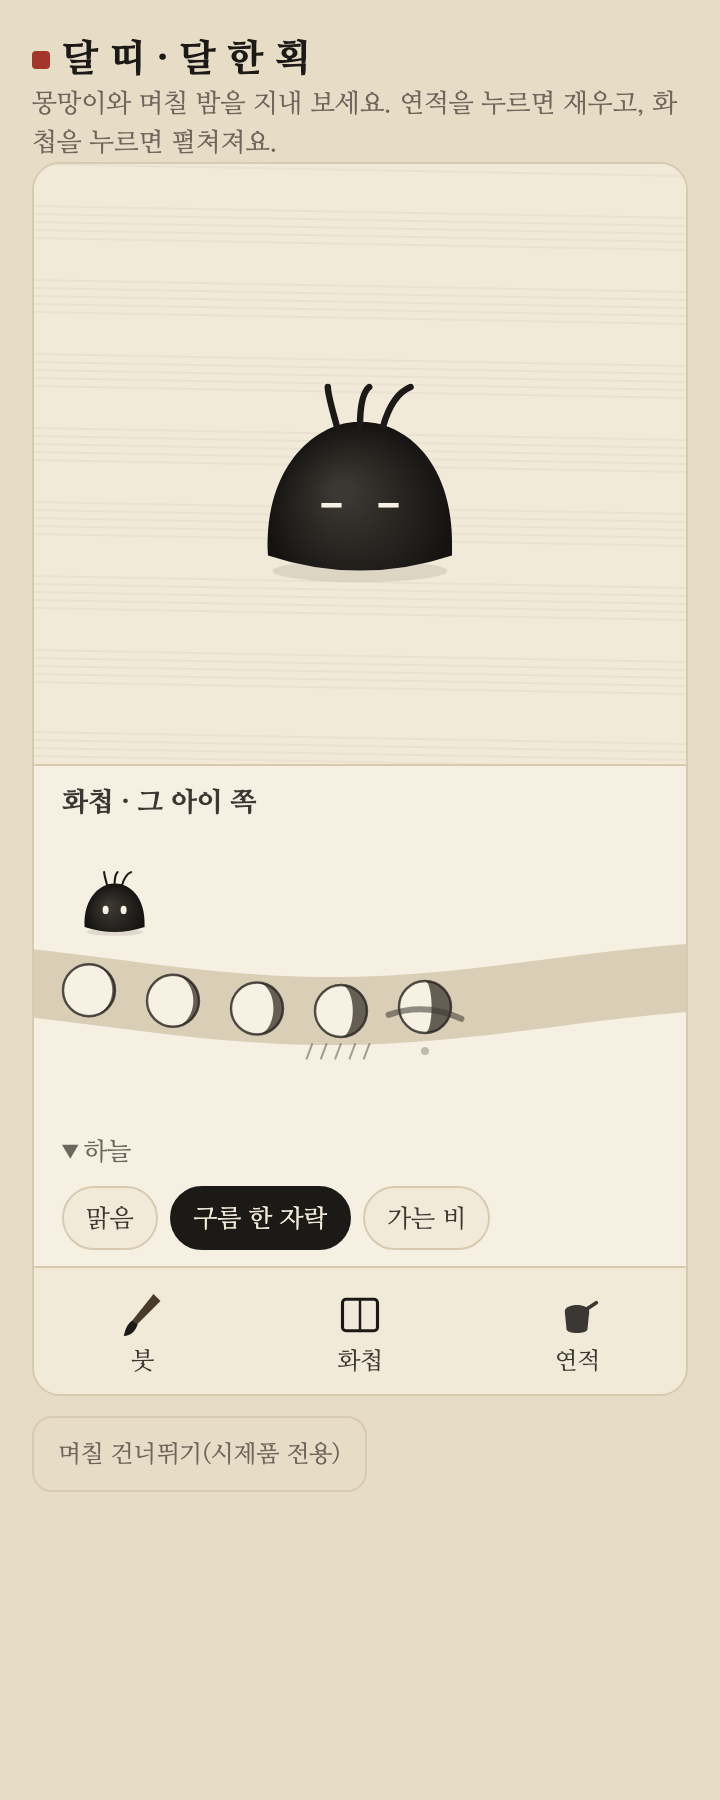 달 띠 · 달 한 획
몽망이와 며칠 밤을 지내 보세요. 연적을 누르면 재우고, 화
첩을 누르면 펼쳐져요.
화첩 · 그 아이 쪽
▼하늘
맑음 구름 한 자락 가는 비
붓 화첩 연적
며칠 건너뛰기(시제품 전용)